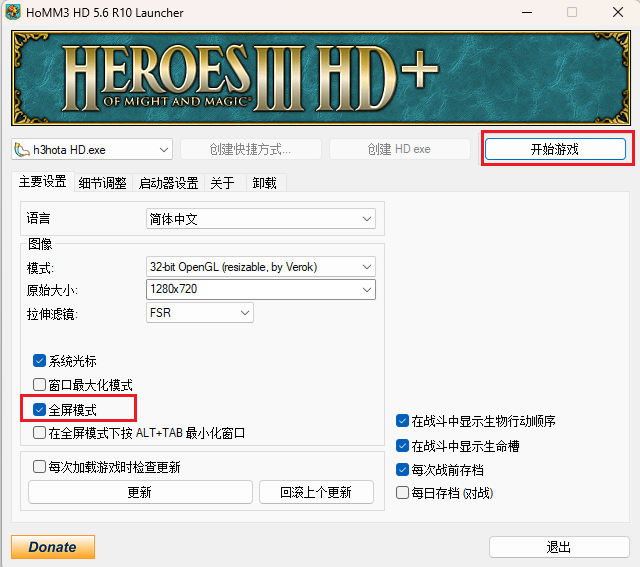 HoMM3 HD 5.6 R10 Launcher
HEROES III HD+
OF MIGHT AND MAGIC®
h3hota HD.exe
创建快捷方式...
创建 HD exe
开始游戏
主要设置 细节调整 启动器设置 关于 卸载
语言
简体中文
图像
模式:
32-bit OpenGL (resizable, by Verok)
原始大小:
1280x720
拉伸滤镜:
FSR
系统光标
窗口最大化模式
全屏模式
在全屏模式下按 ALT+TAB 最小化窗口
在战斗中显示生物行动顺序
在战斗中显示生命槽
每次战前存档
每日存档 (对战)
每次加载游戏时检查更新
更新
回滚上个更新
Donate
退出